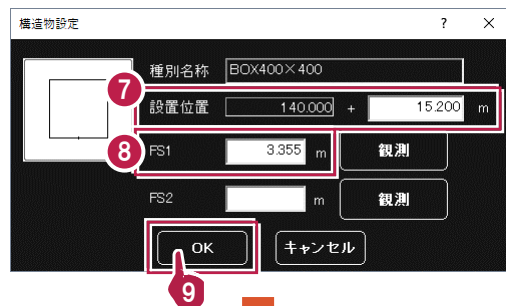 構造物設定 ? ×
種別名称 BOX400×400
7 設置位置 140.000 + 15.200 m
8 FS1 3.355 m 観測
FS2 m 観測
OK キャンセル
9